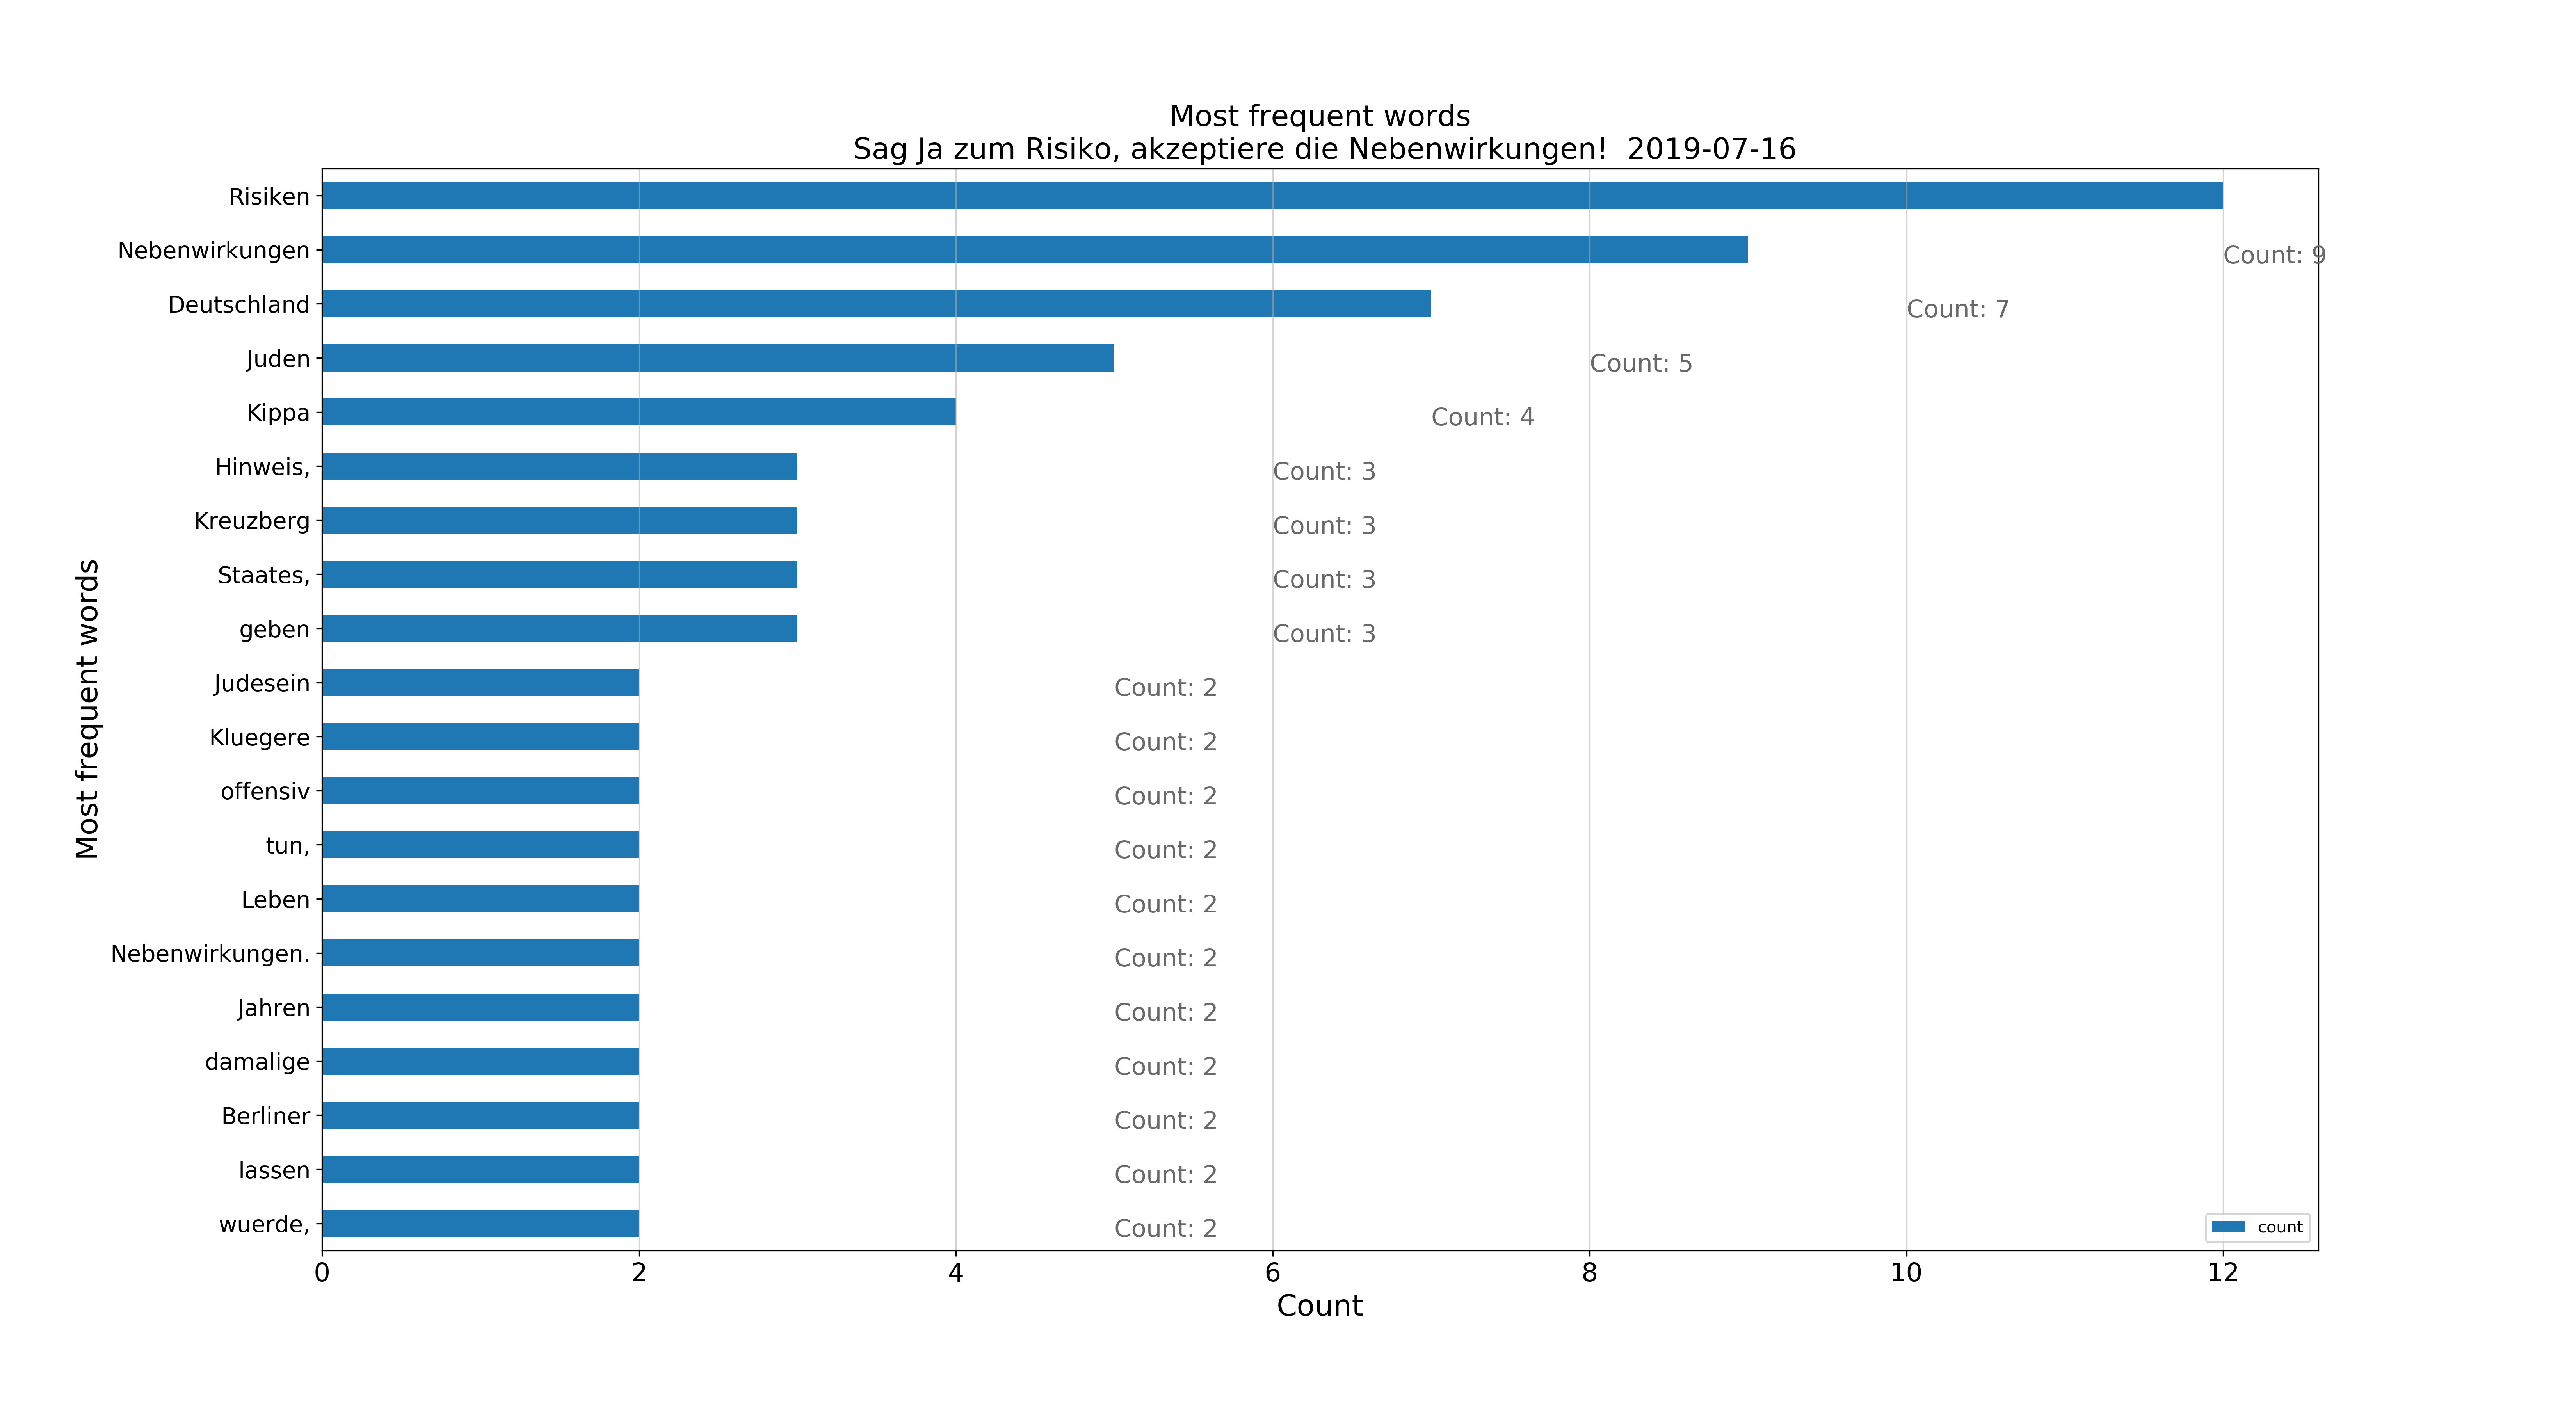 Most frequent words
Sag Ja zum Risiko, akzeptiere die Nebenwirkungen!  2019-07-16
Risiken
Nebenwirkungen Count: 9
Deutschland Count: 7
Juden Count: 5
Kippa Count: 4
Hinweis, Count: 3
Kreuzberg Count: 3
Staates, Count: 3
geben Count: 3
Judesein Count: 2
Kluegere Count: 2
offensiv Count: 2
tun, Count: 2
Leben Count: 2
Nebenwirkungen. Count: 2
Jahren Count: 2
damalige Count: 2
Berliner Count: 2
lassen Count: 2
wuerde, Count: 2
Most frequent words
count
0 2 4 6 8 10 12
Count